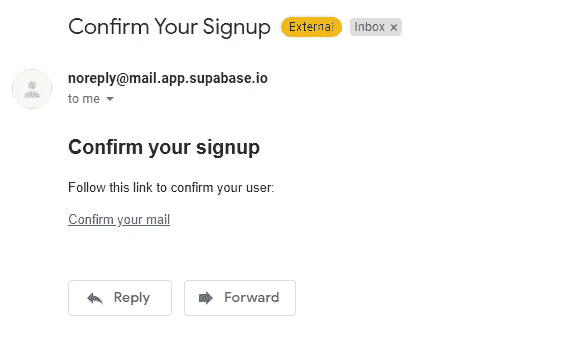 Confirm Your Signup External Inbox ×
noreply@mail.app.supabase.io
to me
Confirm your signup
Follow this link to confirm your user:
Confirm your mail
Reply Forward